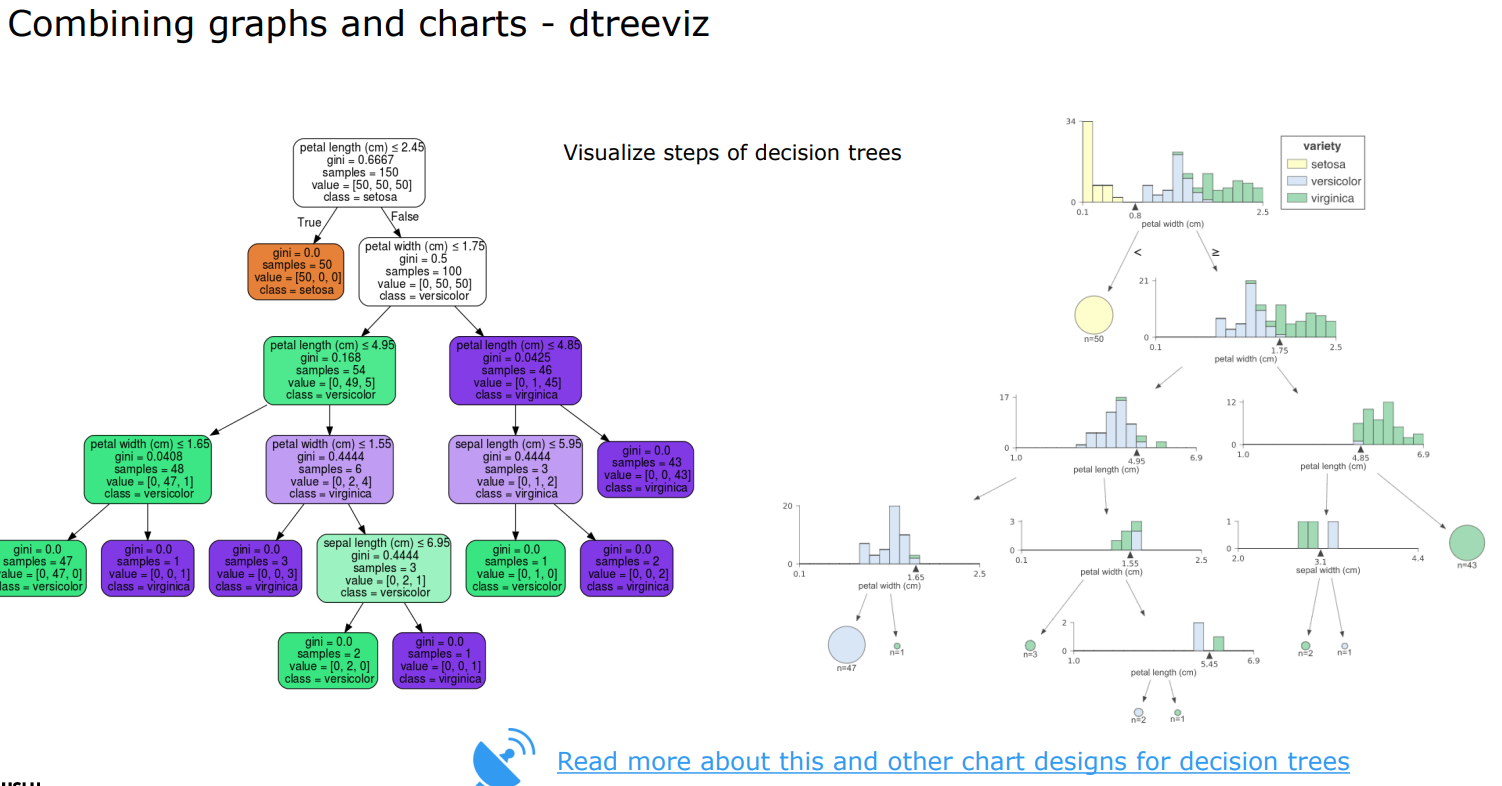 Combining graphs and charts - dtreeviz
Visualize steps of decision trees
petal length (cm) ≤ 2.45
gini = 0.6667
samples = 150
value = [50, 50, 50]
class = setosa
True
False
gini = 0.0
samples = 50
value = [50, 0, 0]
class = setosa
petal width (cm) ≤ 1.75
gini = 0.5
samples = 100
value = [0, 50, 50]
class = versicolor
petal length (cm) ≤ 4.95
gini = 0.168
samples = 54
value = [0, 49, 5]
class = versicolor
petal length (cm) ≤ 4.85
gini = 0.0425
samples = 46
value = [0, 1, 45]
class = virginica
petal width (cm) ≤ 1.65
gini = 0.0408
samples = 48
value = [0, 47, 1]
class = versicolor
petal width (cm) ≤ 1.55
gini = 0.4444
samples = 6
value = [0, 2, 4]
class = virginica
sepal length (cm) ≤ 5.95
gini = 0.4444
samples = 3
value = [0, 1, 2]
class = virginica
gini = 0.0
samples = 43
value = [0, 0, 43]
class = virginica
gini = 0.0
samples = 47
value = [0, 47, 0]
class = versicolor
gini = 0.0
samples = 1
value = [0, 0, 1]
class = virginica
gini = 0.0
samples = 3
value = [0, 0, 3]
class = virginica
sepal length (cm) ≤ 6.95
gini = 0.4444
samples = 3
value = [0, 2, 1]
class = versicolor
gini = 0.0
samples = 1
value = [0, 1, 0]
class = versicolor
gini = 0.0
samples = 2
value = [0, 0, 2]
class = virginica
gini = 0.0
samples = 2
value = [0, 2, 0]
class = versicolor
gini = 0.0
samples = 1
value = [0, 0, 1]
class = virginica
34
0
0.1 0.8 2.5
petal width (cm)
variety
setosa
versicolor
virginica
< ≥
n=50
21
0
0.1 1.75 2.5
petal width (cm)
17
0
1.0 4.95 6.9
petal length (cm)
12
0
1.0 4.85 6.9
petal length (cm)
20
0
0.1 1.65 2.5
petal width (cm)
3
0
0.1 1.55 2.5
petal width (cm)
1
0
2.0 3.1 4.4
sepal width (cm)
n=43
n=47
n=1
n=3
2
0
1.0 5.45 6.9
petal length (cm)
n=2
n=1
n=2
n=1
Read more about this and other chart designs for decision trees